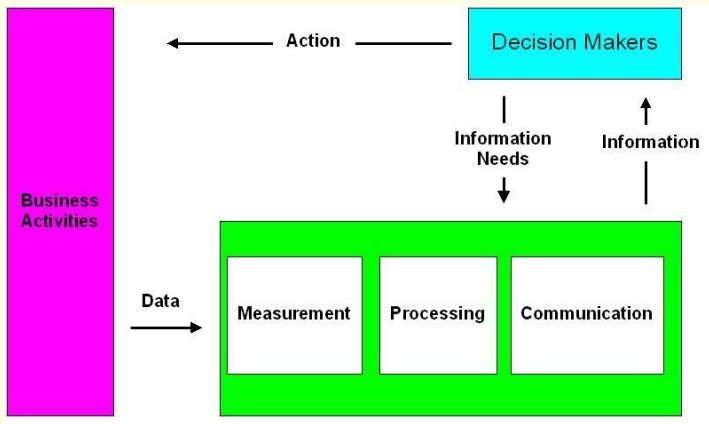 Action
Decision Makers
Information
Needs
Information
Business
Activities
Data
Measurement
Processing
Communication